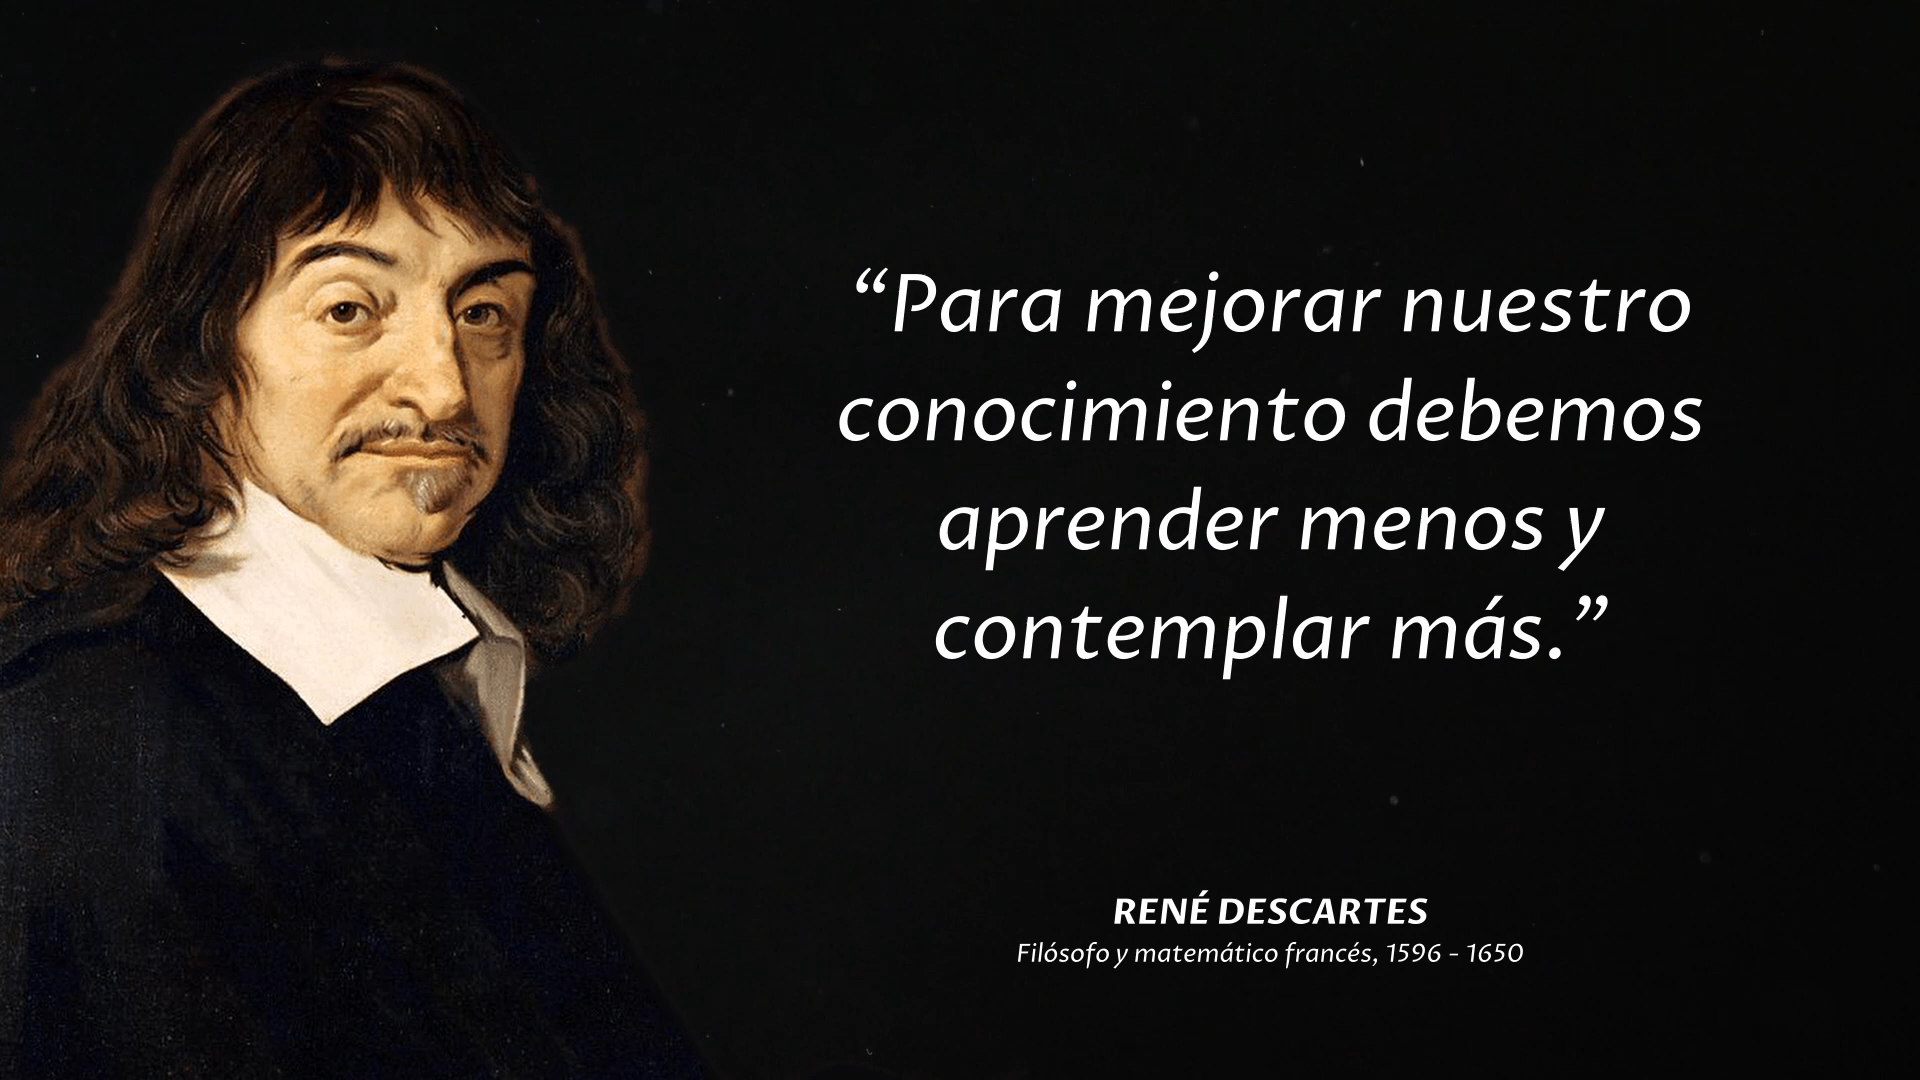 “Para mejorar nuestro
conocimiento debemos
aprender menos y
contemplar más.”
RENÉ DESCARTES
Filósofo y matemático francés, 1596 - 1650